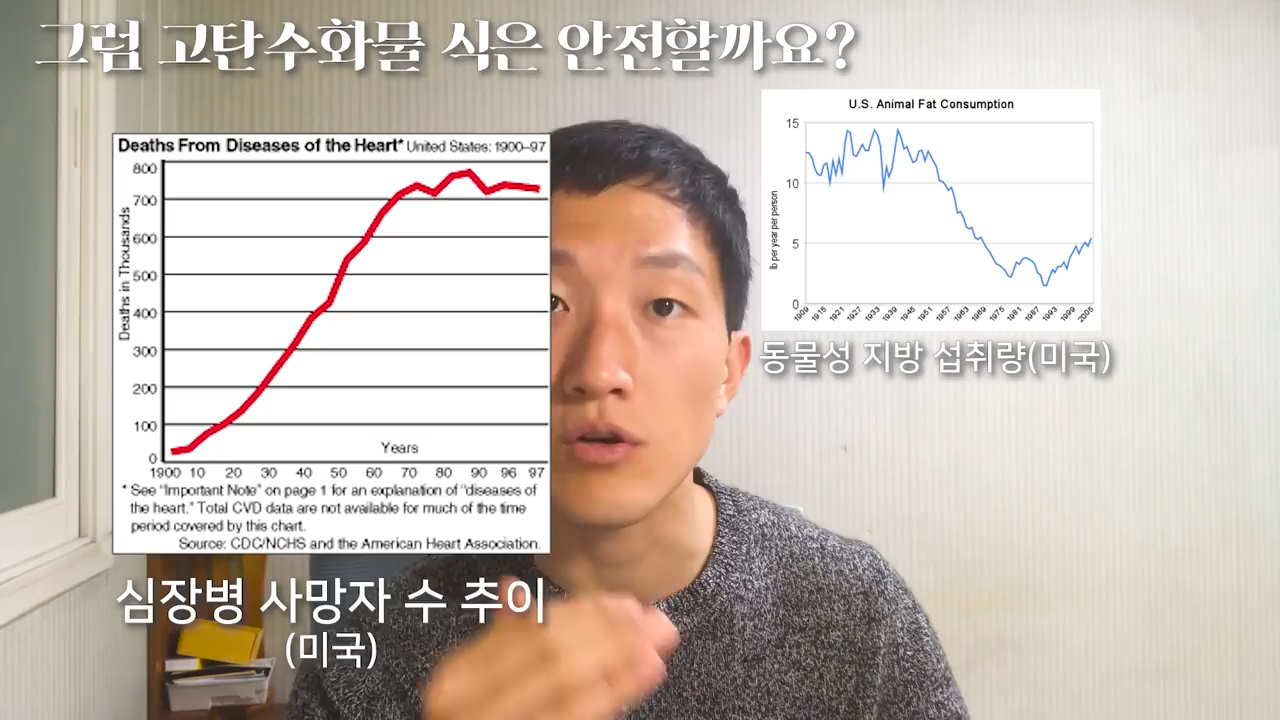 그럼 고탄수화물 식은 안전할까요?
Deaths From Diseases of the Heart* United States: 1900–97
800
700
600
500
400
300
200
100
0
Deaths in Thousands
Years
1900 10 20 30 40 50 60 70 80 90 96 97
* See "Important Note" on page 1 for an explanation of "diseases of
the heart." Total CVD data are not available for much of the time
period covered by this chart.
Source: CDC/NCHS and the American Heart Association.
심장병 사망자 수 추이
(미국)
U.S. Animal Fat Consumption
15
10
5
0
lb per year per person
1909 1915 1921 1927 1933 1939 1945 1951 1957 1963 1969 1975 1981 1987 1993 1999 2005
동물성 지방 섭취량(미국)